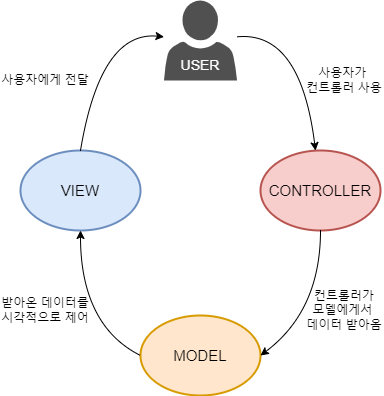 USER
사용자에게 전달
사용자가
컨트롤러 사용
VIEW
CONTROLLER
받아온 데이터를
시각적으로 제어
컨트롤러가
모델에게서
데이터 받아옴
MODEL